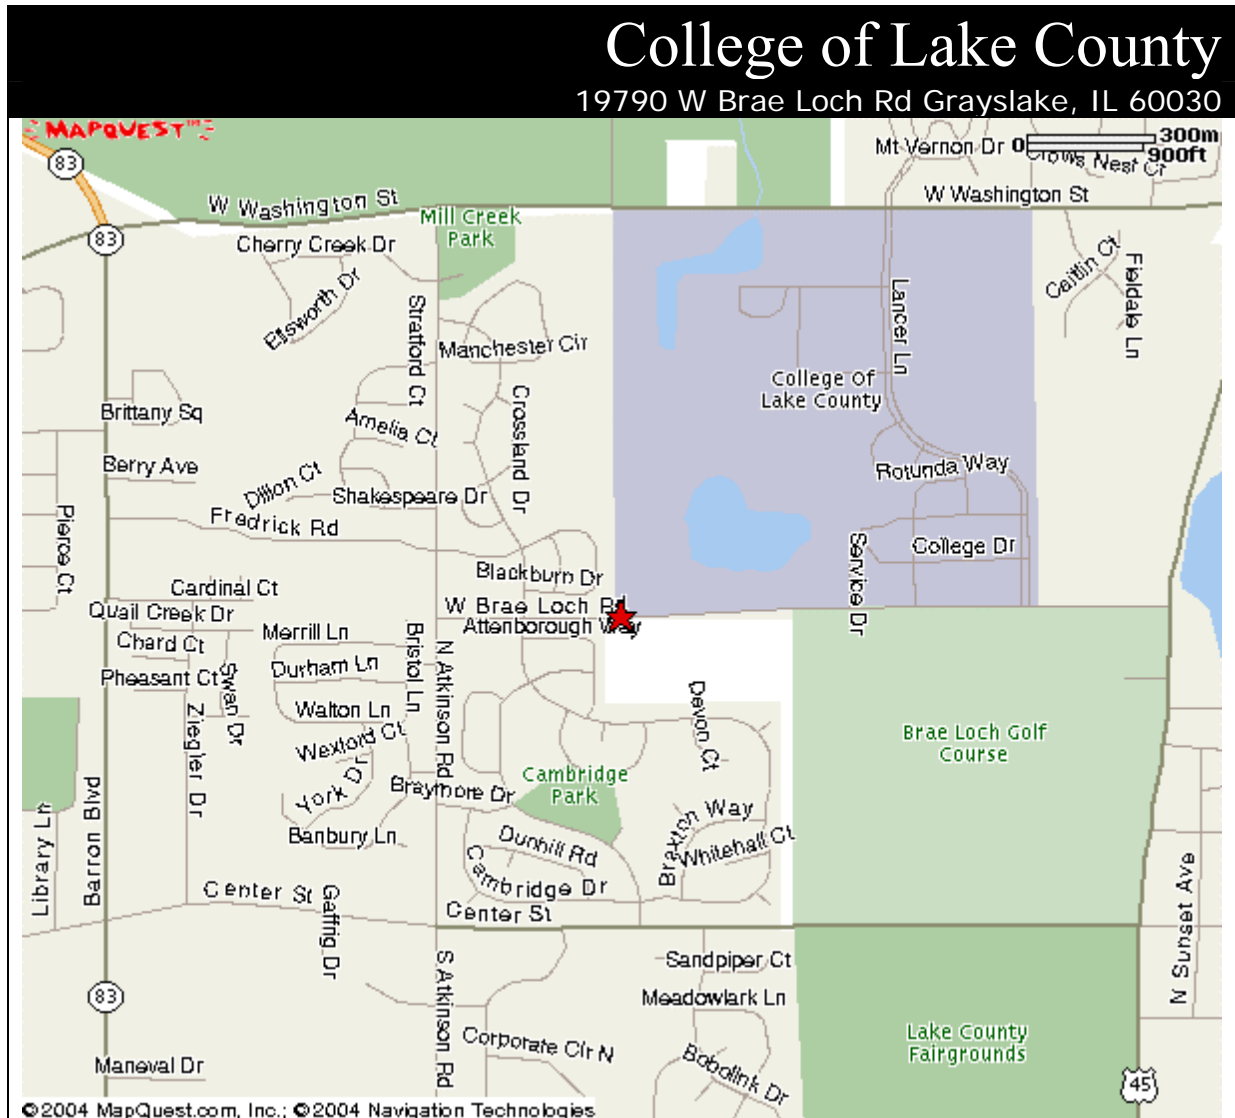 College of Lake County
19790 W Brae Loch Rd Grayslake, IL 60030
MAPQUEST™
83
Mt Vernon Dr
0
300m
900ft
Crows Nest Ct
W Washington St
W Washington St
83
Mill Creek
Park
Cherry Creek Dr
Ellsworth Dr
Caitlin Ct
Fieldale Ln
Lancer Ln
Stratford Ct
Manchester Cir
College Of
Lake County
Brittany Sq
Amelia Ct
Crossland Dr
Berry Ave
Dillon Ct
Shakespeare Dr
Rotunda Way
Fredrick Rd
Pierce Ct
Service Dr
College Dr
Blackburn Dr
Cardinal Ct
Quail Creek Dr
W Brae Loch Rd
Attenborough Way
Merrill Ln
Chard Ct
Bristol Ln
N Atkinson Rd
Durham Ln
Pheasant Ct
Swan Dr
Walton Ln
Ziegler Dr
Devon Ct
Wexford Ct
Brae Loch Golf
Course
York Dr
Braymore Dr
Cambridge
Park
Library Ln
Barron Blvd
Banbury Ln
Dunhill Rd
Braxton Way
Whitehall Ct
Cambridge Dr
Center St
Gaffrig Dr
Center St
N Sunset Ave
S Atkinson Rd
Sandpiper Ct
83
Meadowlark Ln
Corporate Cir N
Lake County
Fairgrounds
Maneval Dr
Bobolink Dr
45
©2004 MapQuest.com, Inc.; ©2004 Navigation Technologies